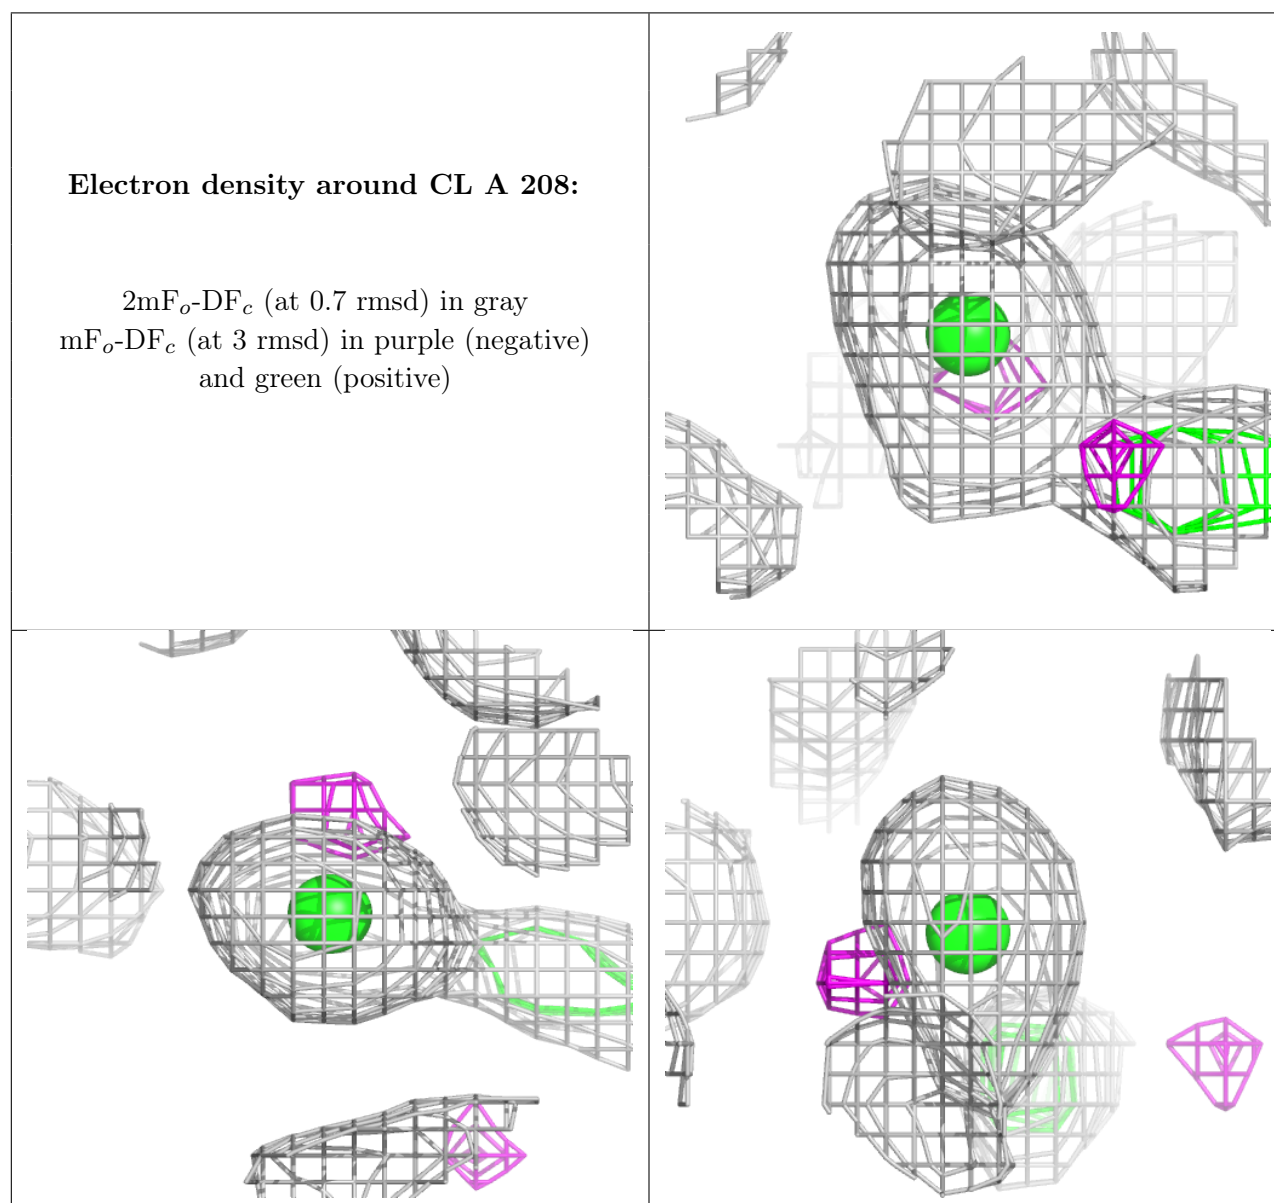 Electron density around CL A 208:
2mFo-DFc (at 0.7 rmsd) in gray
mFo-DFc (at 3 rmsd) in purple (negative)
and green (positive)